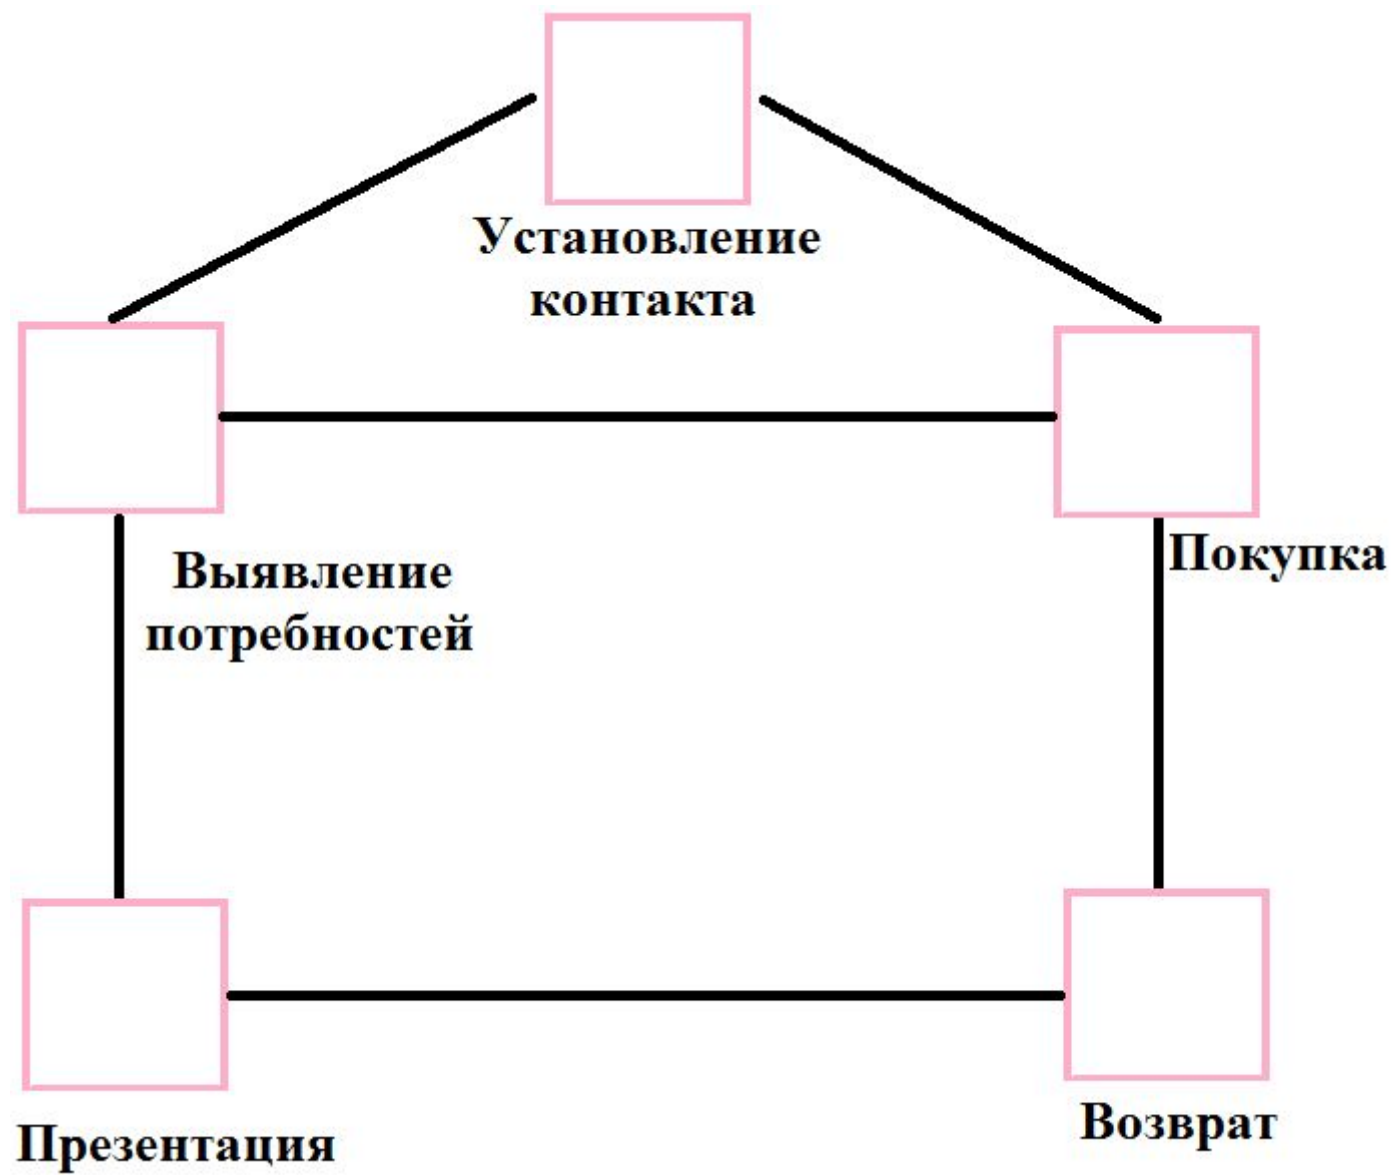 Установление
контакта
Выявление
потребностей
Покупка
Презентация
Возврат